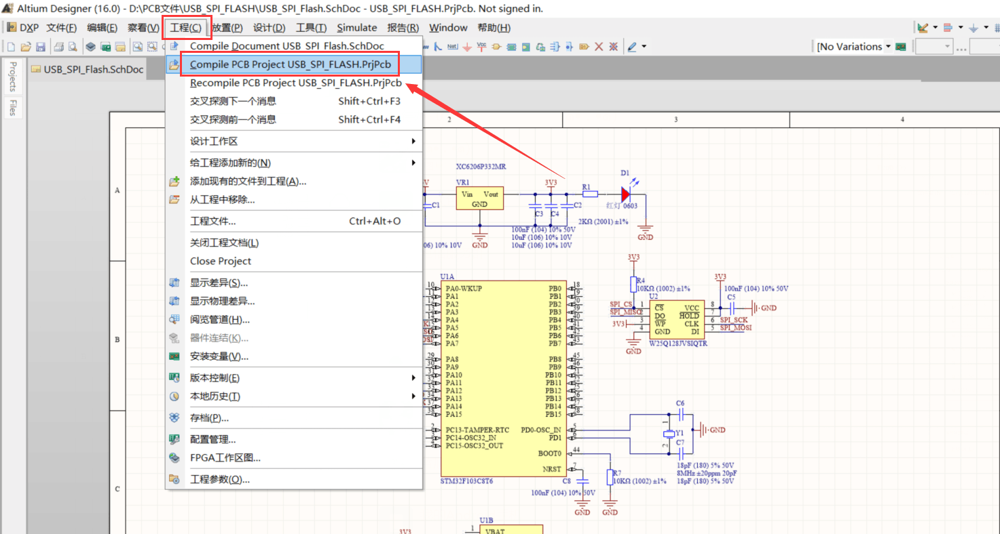 Altium Designer (16.0) - D:\PCB文件\USB_SPI_FLASH\USB_SPI_Flash.SchDoc - USB_SPI_FLASH.PrjPcb. Not signed in.
DXP 文件(F) 编辑(E) 察看(V) 工程(C) 放置(P) 设计(D) 工具(T) Simulate 报告(R) Window 帮助(H)
Net Vcc [No Variations
Projects
Files
USB_SPI_Flash.SchDoc
Compile Document USB_SPI_Flash.SchDoc
Compile PCB Project USB_SPI_FLASH.PrjPcb
Recompile PCB Project USB_SPI_FLASH.PrjPcb
交叉探测下一个消息 Shift+Ctrl+F3
交叉探测前一个消息 Shift+Ctrl+F4
设计工作区
给工程添加新的(N)
添加现有的文件到工程(A)...
从工程中移除...
工程文件... Ctrl+Alt+O
关闭工程文档(L)
Close Project
显示差异(S)...
显示物理差异...
阅览管道(H)...
器件连结(K)...
安装变量(V)...
版本控制(E)
本地历史(T)
存档(P)...
配置管理...
FPGA工作区图...
工程参数(O)...
2 3 4
A
B
C
XC6206P332MR
VR1
Vin Vout
GND
C1
GND
3V3
C3 C4 C2
100nF (104) 10% 50V
10uF (106) 10% 10V
10uF (106) 10% 10V
06) 10% 10V
R1
2KΩ (2001) ±1%
D1
红灯 0603
GND
U1A
10 PA0-WKUP PB0 18
11 PA1 PB1 19
12 PA2 PB2 20
13 PA3 PB3 39
14 PA4 PB4 40
PA5 PB5 41
PA6 PB6 42
PA7 PB7 43
29 PA8 PB8 45
30 PA9 PB9 46
31 PA10 PB10 21
32 PA11 PB11 22
33 PA12 PB12 25
34 PA13 PB13 26
37 PA14 PB14 27
38 PA15 PB15 28
2 PC13-TAMPER-RTC PD0-OSC_IN 5
3 PC14-OSC32_IN PD1 6
4 PC15-OSC32_OUT
BOOT0 44
NRST 7
STM32F103C8T6
3V3
R4
10KΩ (1002) ±1%
U2
SPI_CS 1 CS VCC 8
SPI_MISO 2 DO HOLD 7
3V3 3 WP CLK 6 SPI_SCK
4 GND DI 5 SPI_MOSI
GND
W25Q128JVSIQTR
3V3
100nF (104) 10% 50V
C5
GND
C6
1
Y1
2
C7
GND
18pF (180) 5% 50V
8MHz ±20ppm 20pF
18pF (180) 5% 50V
R7
10KΩ (1002) ±1%
C8
100nF (104) 10% 50V
GND GND
U1B
3V3 1 VBAT